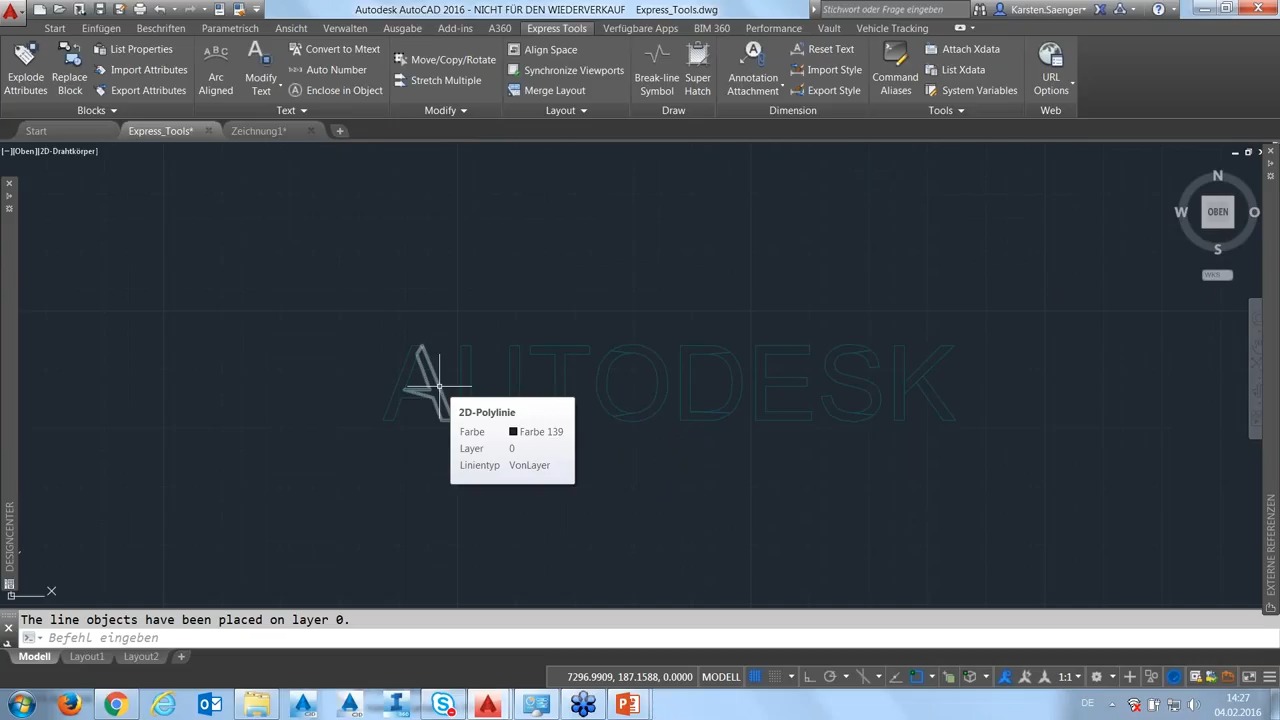 Autodesk AutoCAD 2016 - NICHT FÜR DEN WIEDERVERKAUF Express_Tools.dwg
Stichwort oder Frage eingeben
Karsten.Saenger
Start Einfügen Beschriften Parametrisch Ansicht Verwalten Ausgabe Add-ins A360 Express Tools Verfügbare Apps BIM 360 Performance Vault Vehicle Tracking
Explode Attributes
Replace Block
List Properties
Import Attributes
Export Attributes
Blocks
Arc Aligned
Modify Text
Convert to Mtext
Auto Number
Enclose in Object
Text
Move/Copy/Rotate
Stretch Multiple
Modify
Align Space
Synchronize Viewports
Merge Layout
Layout
Break-line Symbol
Super Hatch
Draw
Annotation Attachment
Reset Text
Import Style
Export Style
Dimension
Command Aliases
Attach Xdata
List Xdata
System Variables
Tools
URL Options
Web
Start Express_Tools* Zeichnung1*
[−][Oben][2D-Drahtkörper]
N
W OBEN O
S
WKS
AUTODESK
2D-Polylinie
Farbe Farbe 139
Layer 0
Linientyp VonLayer
DESIGNCENTER
EXTERNE REFERENZEN
The line objects have been placed on layer 0.
Befehl eingeben
Modell Layout1 Layout2
7296.9909, 187.1588, 0.0000 MODELL 1:1
DE 14:27
04.02.2016